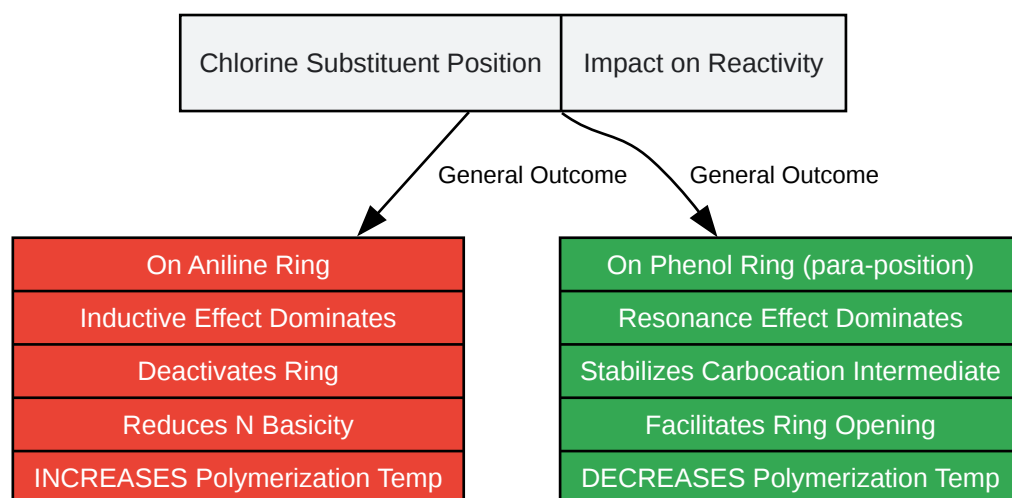 Chlorine Substituent Position
Impact on Reactivity
General Outcome
General Outcome
On Aniline Ring
Inductive Effect Dominates
Deactivates Ring
Reduces N Basicity
INCREASES Polymerization Temp
On Phenol Ring (para-position)
Resonance Effect Dominates
Stabilizes Carbocation Intermediate
Facilitates Ring Opening
DECREASES Polymerization Temp